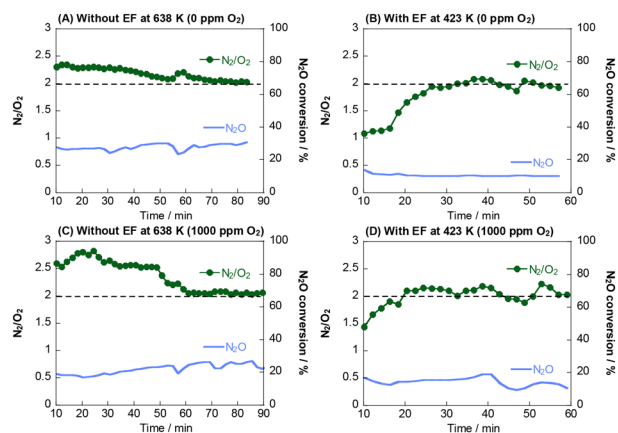 (A) Without EF at 638 K (0 ppm O₂)
3
2.5
2
1.5
1
0.5
0
N₂/O₂
100
80
60
40
20
0
N₂O conversion / %
N₂/O₂
N₂O
10 20 30 40 50 60 70 80 90
Time / min
(B) With EF at 423 K (0 ppm O₂)
3
2.5
2
1.5
1
0.5
0
N₂/O₂
100
80
60
40
20
0
N₂O conversion / %
N₂/O₂
N₂O
10 20 30 40 50 60
Time / min
(C) Without EF at 638 K (1000 ppm O₂)
3
2.5
2
1.5
1
0.5
0
N₂/O₂
100
80
60
40
20
0
N₂O conversion / %
N₂/O₂
N₂O
10 20 30 40 50 60 70 80 90
Time / min
(D) With EF at 423 K (1000 ppm O₂)
3
2.5
2
1.5
1
0.5
0
N₂/O₂
100
80
60
40
20
0
N₂O conversion / %
N₂/O₂
N₂O
10 20 30 40 50 60
Time / min